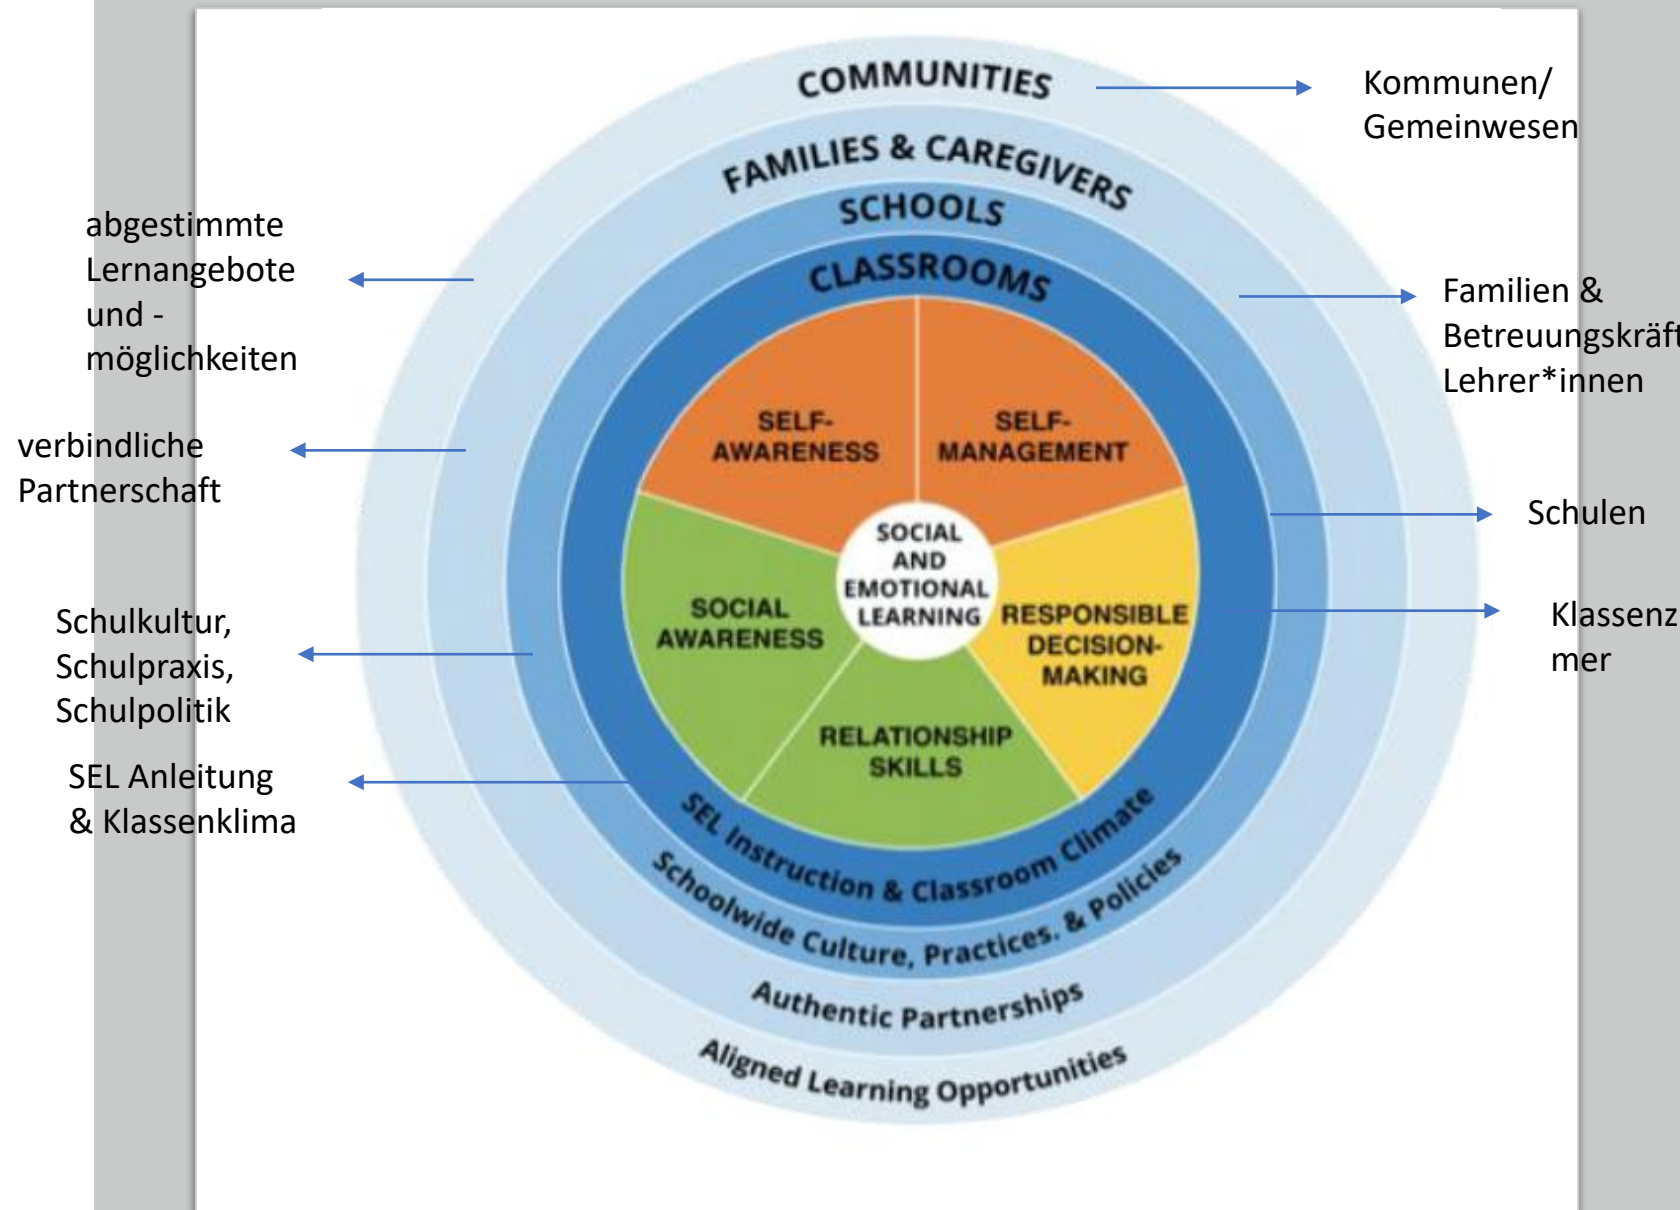 COMMUNITIES
FAMILIES & CAREGIVERS
SCHOOLS
CLASSROOMS
SELF-
AWARENESS
SELF-
MANAGEMENT
SOCIAL
AND
EMOTIONAL
LEARNING
SOCIAL
AWARENESS
RESPONSIBLE
DECISION-
MAKING
RELATIONSHIP
SKILLS
SEL Instruction & Classroom Climate
Schoolwide Culture, Practices. & Policies
Authentic Partnerships
Aligned Learning Opportunities
abgestimmte
Lernangebote
und -
möglichkeiten
verbindliche
Partnerschaft
Schulkultur,
Schulpraxis,
Schulpolitik
SEL Anleitung
& Klassenklima
Kommunen/
Gemeinwesen
Familien &
Betreuungskräft
Lehrer*innen
Schulen
Klassenz
mer